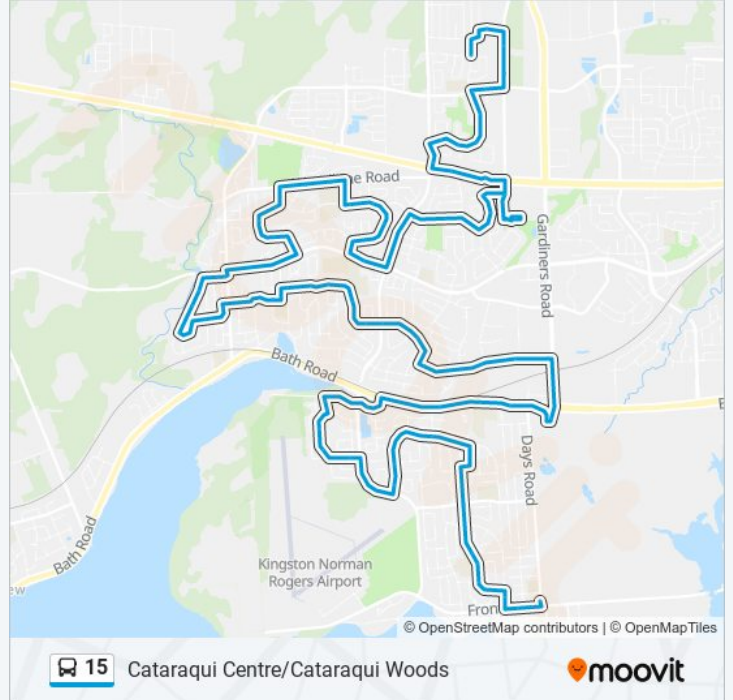 e Road
Gardiners Road
Bath Road
Days Road
Bath Road
Kingston Norman
Rogers Airport
ew
Fron
© OpenStreetMap contributors | © OpenMapTiles
15 Cataraqui Centre/Cataraqui Woods
moovit